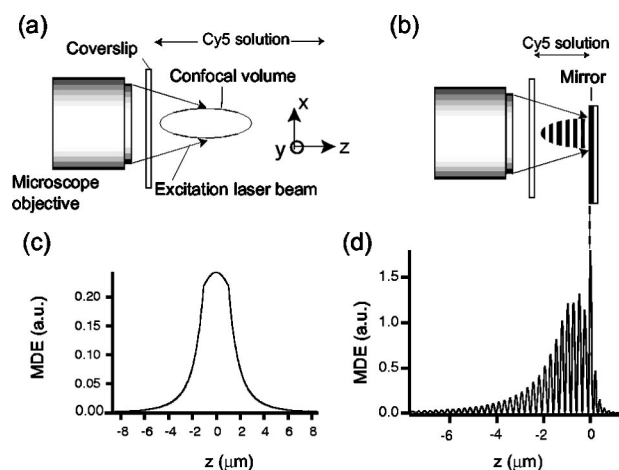 (a)
Coverslip
Cy5 solution
Confocal volume
x
y
z
Microscope
objective
Excitation laser beam
(b)
Cy5 solution
Mirror
(c)
MDE (a.u.)
0.20
0.15
0.10
0.05
0.00
-8 -6 -4 -2 0 2 4 6 8
z (μm)
(d)
MDE (a.u.)
1.5
1.0
0.5
0.0
-6 -4 -2 0
z (μm)